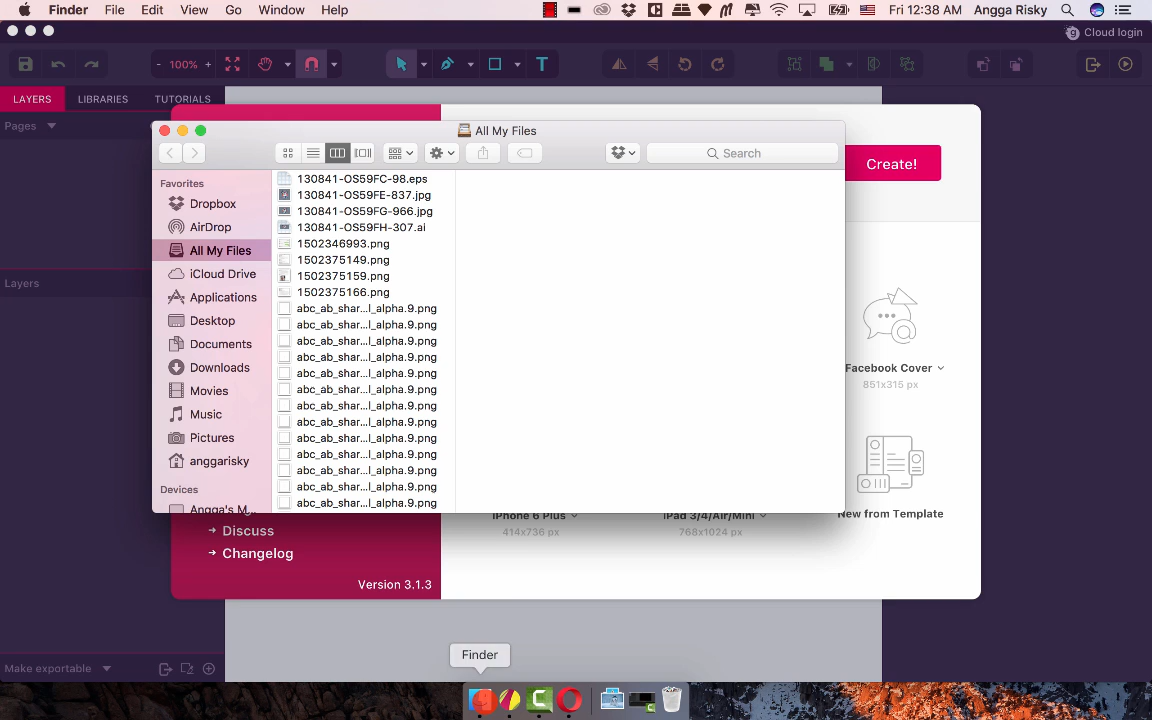 Finder File Edit View Go Window Help Fri 12:38 AM Angga Risky
Cloud login
- 100% +
LAYERS LIBRARIES TUTORIALS
Pages
All My Files
Search
Create!
Favorites
Dropbox
AirDrop
All My Files
iCloud Drive
Applications
Desktop
Documents
Downloads
Movies
Music
Pictures
anggarisky
Devices
Angga's M...
130841-OS59FC-98.eps
130841-OS59FE-837.jpg
130841-OS59FG-966.jpg
130841-OS59FH-307.ai
1502346993.png
1502375149.png
1502375159.png
1502375166.png
abc_ab_shar...l_alpha.9.png
abc_ab_shar...l_alpha.9.png
abc_ab_shar...l_alpha.9.png
abc_ab_shar...l_alpha.9.png
abc_ab_shar...l_alpha.9.png
abc_ab_shar...l_alpha.9.png
abc_ab_shar...l_alpha.9.png
abc_ab_shar...l_alpha.9.png
abc_ab_shar...l_alpha.9.png
abc_ab_shar...l_alpha.9.png
abc_ab_shar...l_alpha.9.png
abc_ab_shar...l_alpha.9.png
abc_ab_shar...l_alpha.9.png
Layers
Facebook Cover
851x315 px
iPhone 6 Plus
414x736 px
iPad 3/4/Air/Mini
768x1024 px
New from Template
→ Discuss
→ Changelog
Version 3.1.3
Make exportable
Finder